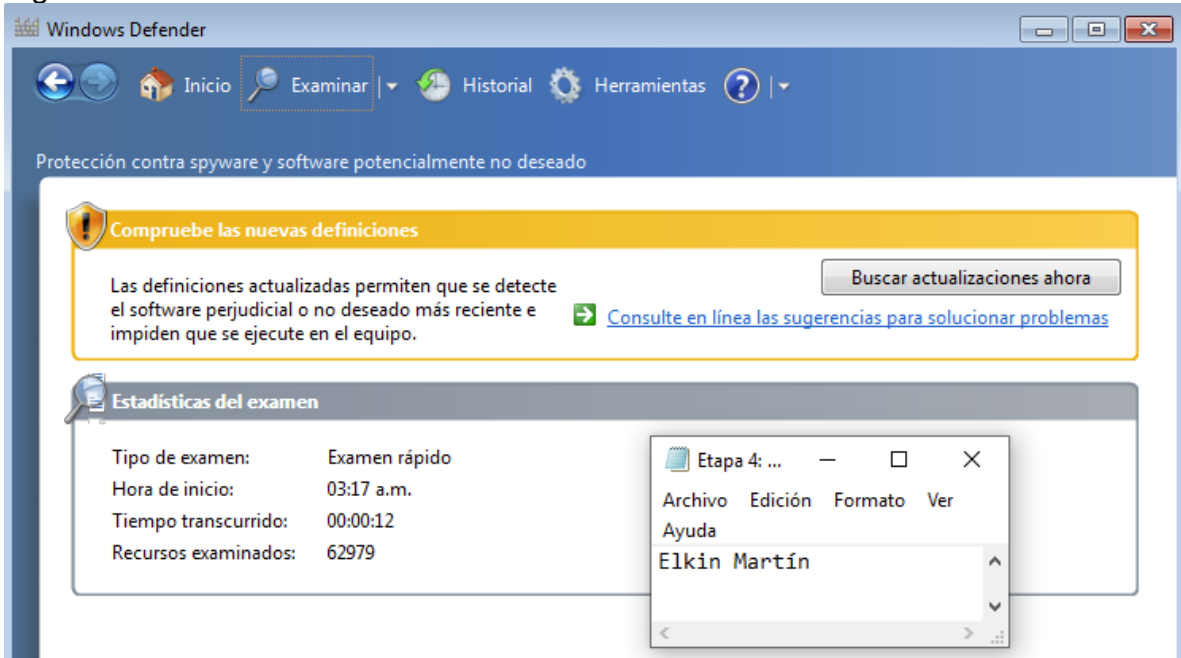 Windows Defender
Inicio Examinar Historial Herramientas
Protección contra spyware y software potencialmente no deseado
Compruebe las nuevas definiciones
Las definiciones actualizadas permiten que se detecte
el software perjudicial o no deseado más reciente e
impiden que se ejecute en el equipo.
Buscar actualizaciones ahora
Consulte en línea las sugerencias para solucionar problemas
Estadísticas del examen
Tipo de examen: Examen rápido
Hora de inicio: 03:17 a.m.
Tiempo transcurrido: 00:00:12
Recursos examinados: 62979
Etapa 4: ...
Archivo Edición Formato Ver
Ayuda
Elkin Martín